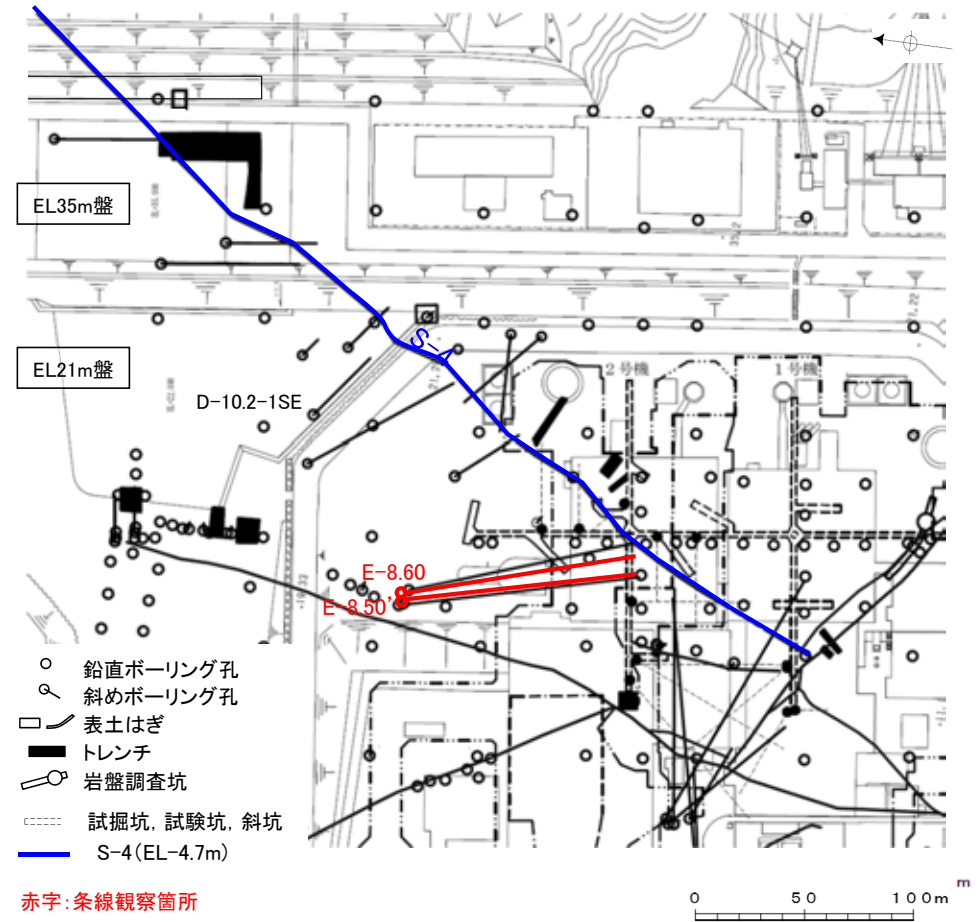 EL35m盤
35.2
21.22
S-4
EL21m盤
2号機
1号機
D-10.2-1SE
E-8.60
E-8.50'
鉛直ボーリング孔
斜めボーリング孔
表土はぎ
トレンチ
岩盤調査坑
試掘坑, 試験坑, 斜坑
S-4(EL-4.7m)
赤字:条線観察箇所
m
0 50 100m